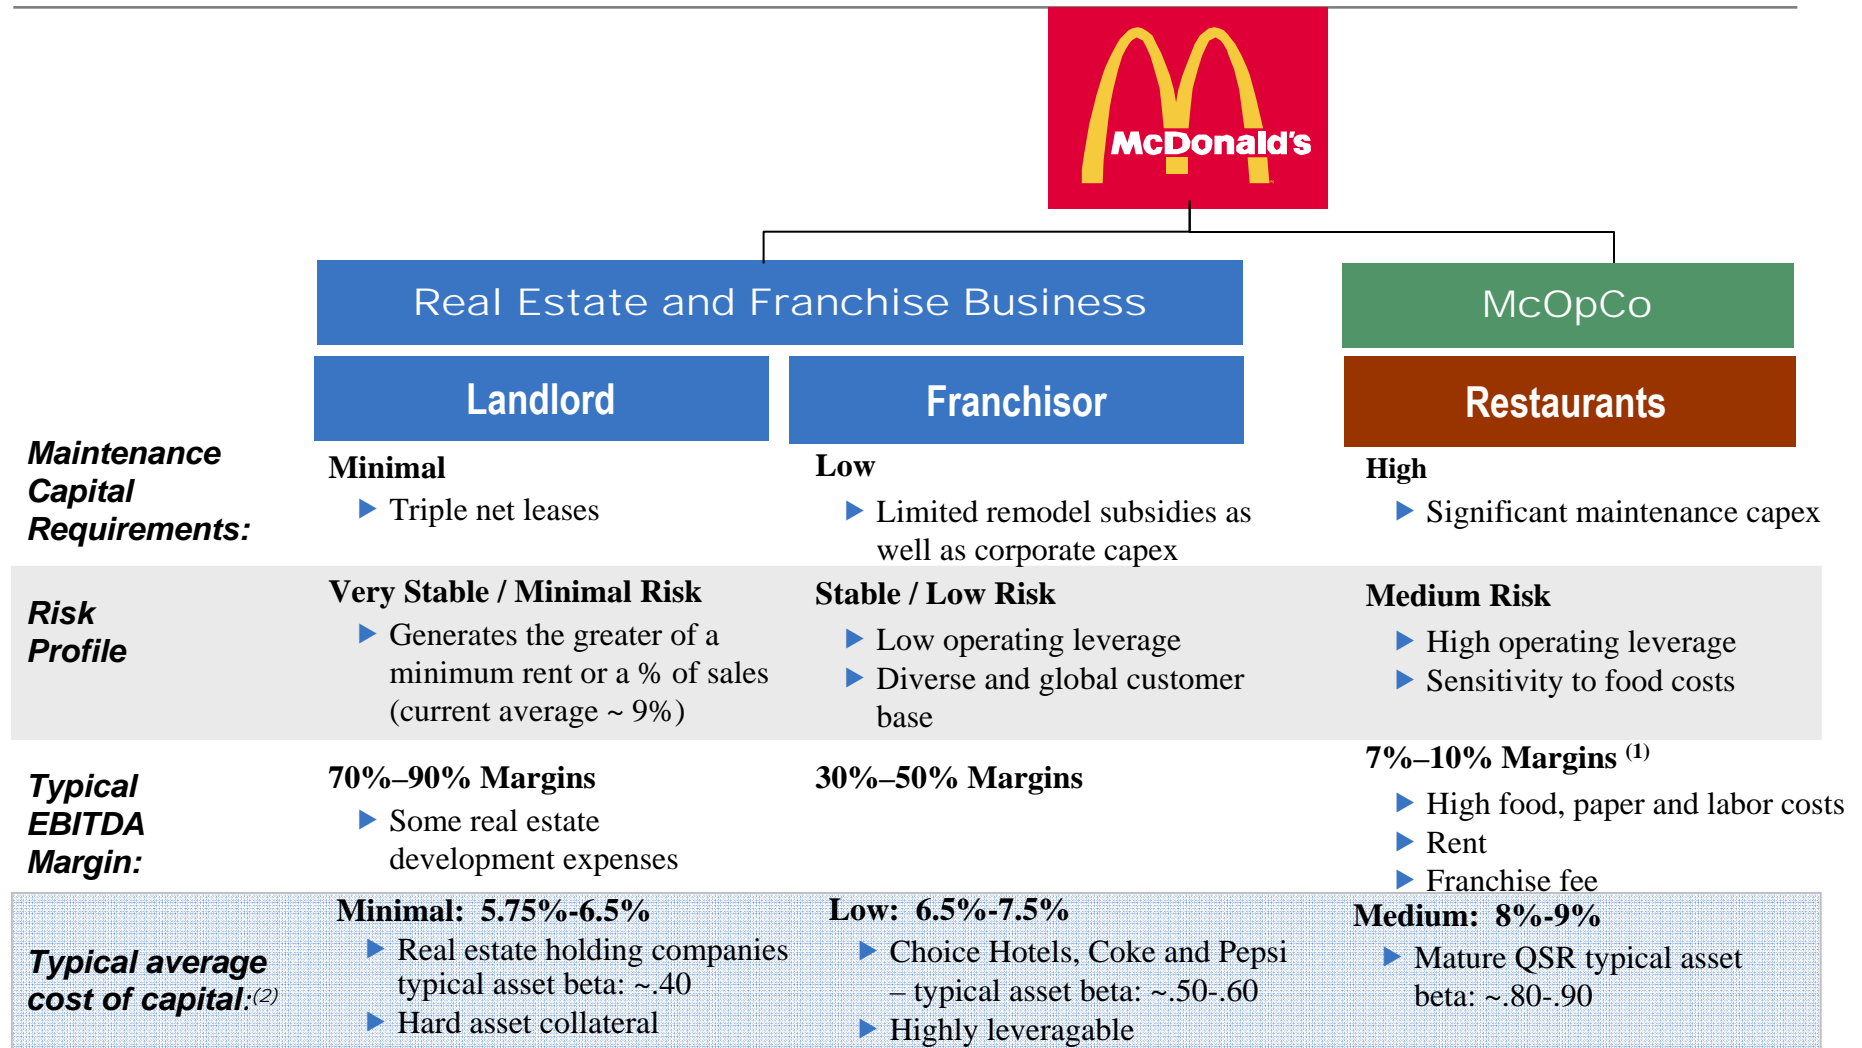 McDonald's
Real Estate and Franchise Business
McOpCo
Landlord
Franchisor
Restaurants
Maintenance
Capital
Requirements:
Minimal
▶ Triple net leases
Low
▶ Limited remodel subsidies as
well as corporate capex
High
▶ Significant maintenance capex
Risk
Profile
Very Stable / Minimal Risk
▶ Generates the greater of a
minimum rent or a % of sales
(current average ~ 9%)
Stable / Low Risk
▶ Low operating leverage
▶ Diverse and global customer
base
Medium Risk
▶ High operating leverage
▶ Sensitivity to food costs
Typical
EBITDA
Margin:
70%–90% Margins
▶ Some real estate
development expenses
30%–50% Margins
7%–10% Margins (1)
▶ High food, paper and labor costs
▶ Rent
▶ Franchise fee
Typical average
cost of capital:(2)
Minimal: 5.75%-6.5%
▶ Real estate holding companies
typical asset beta: ~.40
▶ Hard asset collateral
Low: 6.5%-7.5%
▶ Choice Hotels, Coke and Pepsi
– typical asset beta: ~.50-.60
▶ Highly leveragable
Medium: 8%-9%
▶ Mature QSR typical asset
beta: ~.80-.90